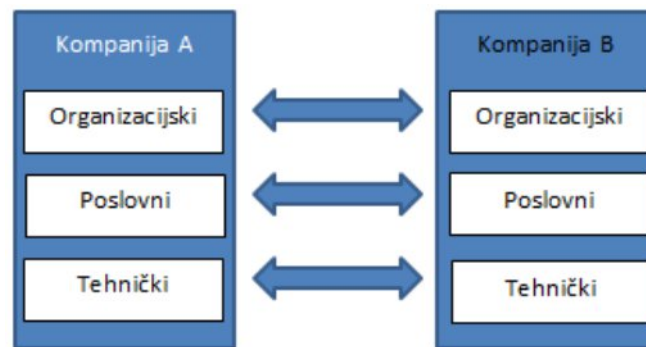 Kompanija A
Organizacijski
Poslovni
Tehnički
Kompanija B
Organizacijski
Poslovni
Tehnički